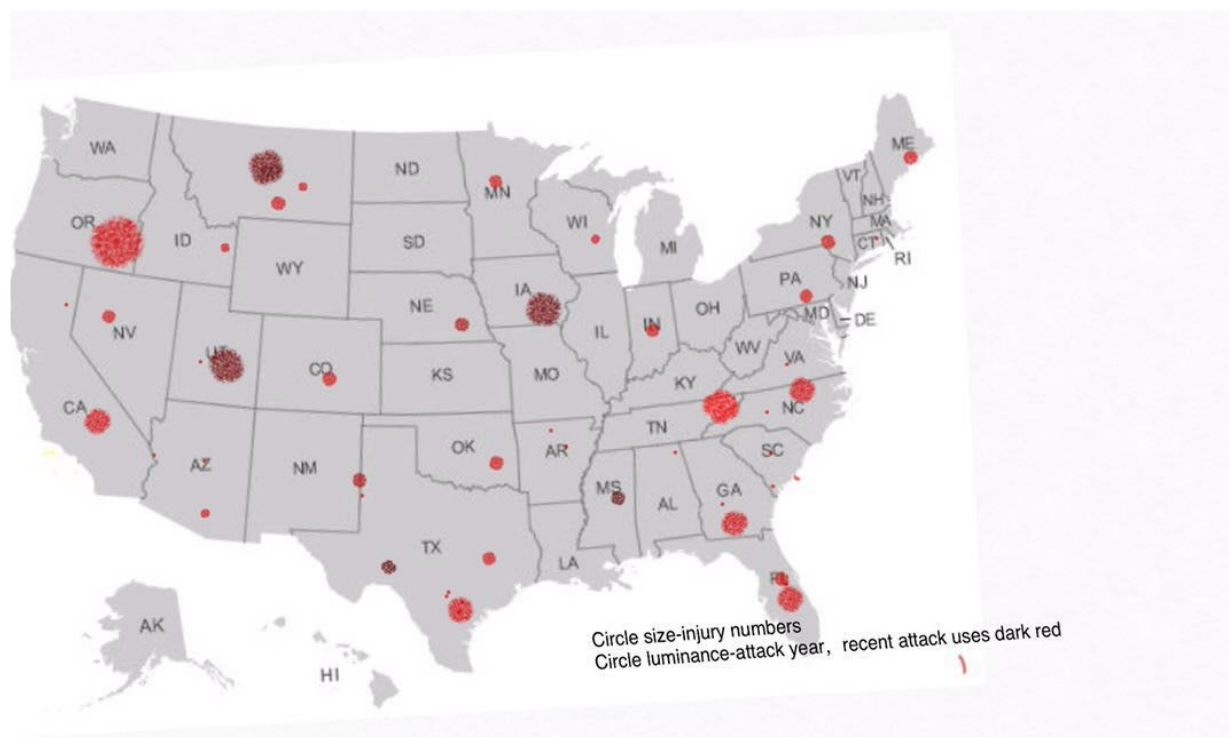 ME
WA
ND
MN
VT
NH
OR
NY
MA
WI
ID
SD
MI
CT
RI
WY
IA
PA
NJ
NE
OH
IL
IN
MD
DE
NV
UT
WV
VA
CO
KS
MO
KY
CA
NC
TN
OK
AR
SC
AZ
NM
MS
GA
AL
TX
LA
FL
AK
HI
Circle size-injury numbers
Circle luminance-attack year, recent attack uses dark red